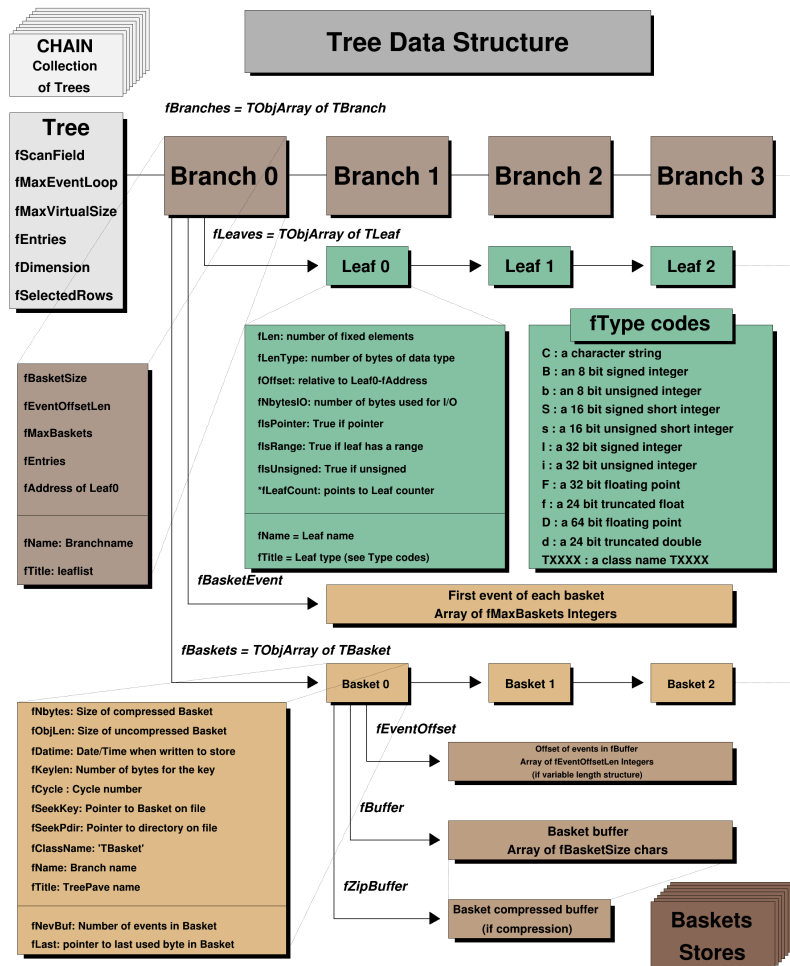 CHAIN
Collection
of Trees
Tree Data Structure
fBranches = TObjArray of TBranch
Tree
fScanField
fMaxEventLoop
fMaxVirtualSize
fEntries
fDimension
fSelectedRows
Branch 0
Branch 1
Branch 2
Branch 3
fLeaves = TObjArray of TLeaf
Leaf 0
Leaf 1
Leaf 2
fBasketSize
fEventOffsetLen
fMaxBaskets
fEntries
fAddress of Leaf0
fName: Branchname
fTitle: leaflist
fLen: number of fixed elements
fLenType: number of bytes of data type
fOffset: relative to Leaf0-fAddress
fNbytesIO: number of bytes used for I/O
fIsPointer: True if pointer
fIsRange: True if leaf has a range
fIsUnsigned: True if unsigned
*fLeafCount: points to Leaf counter
fName = Leaf name
fTitle = Leaf type (see Type codes)
fType codes
C : a character string
B : an 8 bit signed integer
b : an 8 bit unsigned integer
S : a 16 bit signed short integer
s : a 16 bit unsigned short integer
I : a 32 bit signed integer
i : a 32 bit unsigned integer
F : a 32 bit floating point
f : a 24 bit truncated float
D : a 64 bit floating point
d : a 24 bit truncated double
TXXXX : a class name TXXXX
fBasketEvent
First event of each basket
Array of fMaxBaskets Integers
fBaskets = TObjArray of TBasket
Basket 0
Basket 1
Basket 2
fNbytes: Size of compressed Basket
fObjLen: Size of uncompressed Basket
fDatime: Date/Time when written to store
fKeylen: Number of bytes for the key
fCycle : Cycle number
fSeekKey: Pointer to Basket on file
fSeekPdir: Pointer to directory on file
fClassName: 'TBasket'
fName: Branch name
fTitle: TreePave name
fNevBuf: Number of events in Basket
fLast: pointer to last used byte in Basket
fEventOffset
Offset of events in fBuffer
Array of fEventOffsetLen Integers
(if variable length structure)
fBuffer
Basket buffer
Array of fBasketSize chars
fZipBuffer
Basket compressed buffer
(if compression)
Baskets
Stores